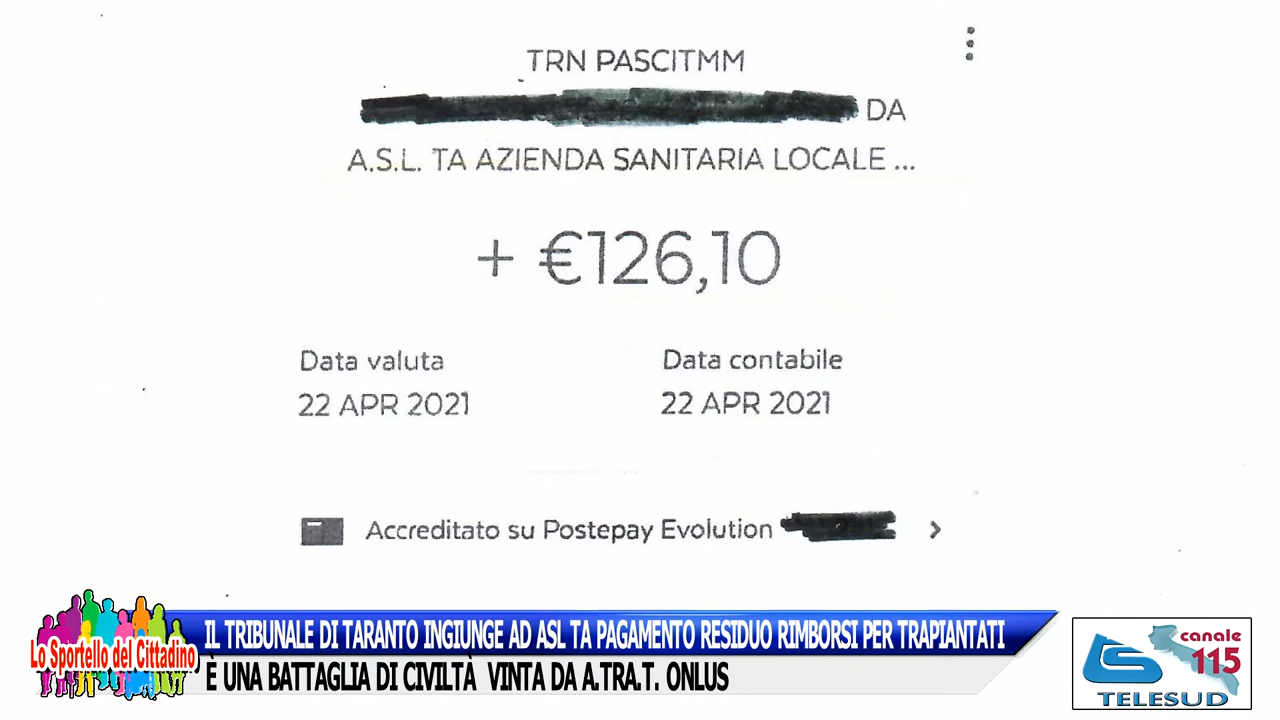 TRN PASCITMM
DA
A.S.L. TA AZIENDA SANITARIA LOCALE ...
+ €126,10
Data valuta
22 APR 2021
Data contabile
22 APR 2021
Accreditato su Postepay Evolution
Lo Sportello del Cittadino
IL TRIBUNALE DI TARANTO INGIUNGE AD ASL TA PAGAMENTO RESIDUO RIMBORSI PER TRAPIANTATI
È UNA BATTAGLIA DI CIVILTÀ VINTA DA A.TRA.T. ONLUS
canale
115
TELESUD